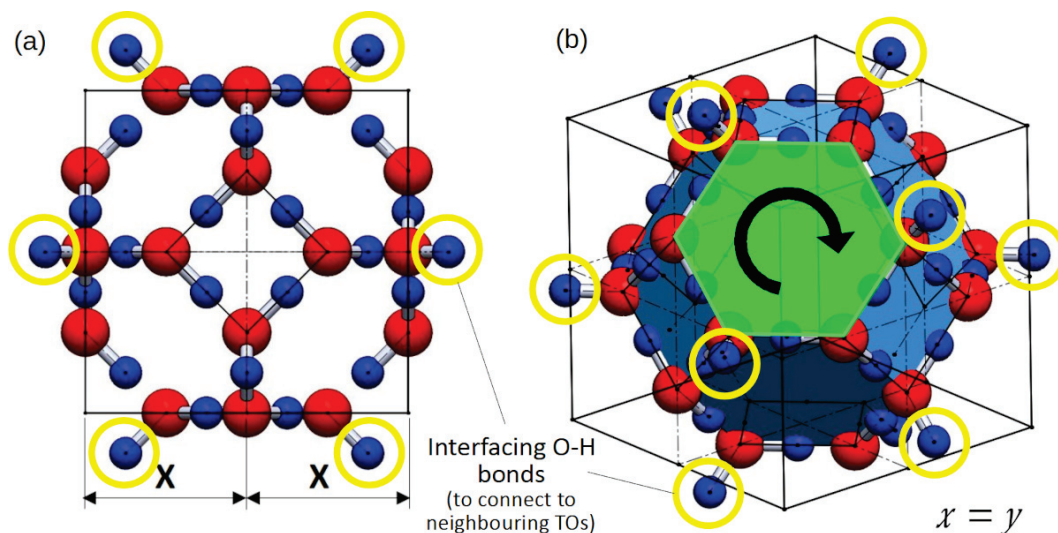 (a)
(b)
X
X
Interfacing O-H
bonds
(to connect to
neighbouring TOs)
x = y